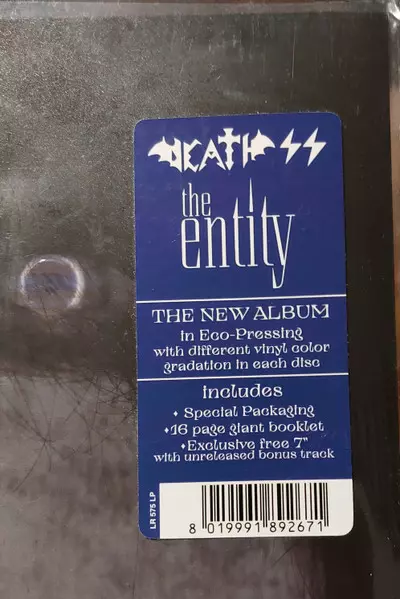 DEATH SS
the
entity
THE NEW ALBUM
in Eco-Pressing
with different vinyl color
gradation in each disc
includes
• Special Packaging
•16 page giant booklet
•Exclusive free 7"
with unreleased bonus track
LR 575 LP
8 019991 892671